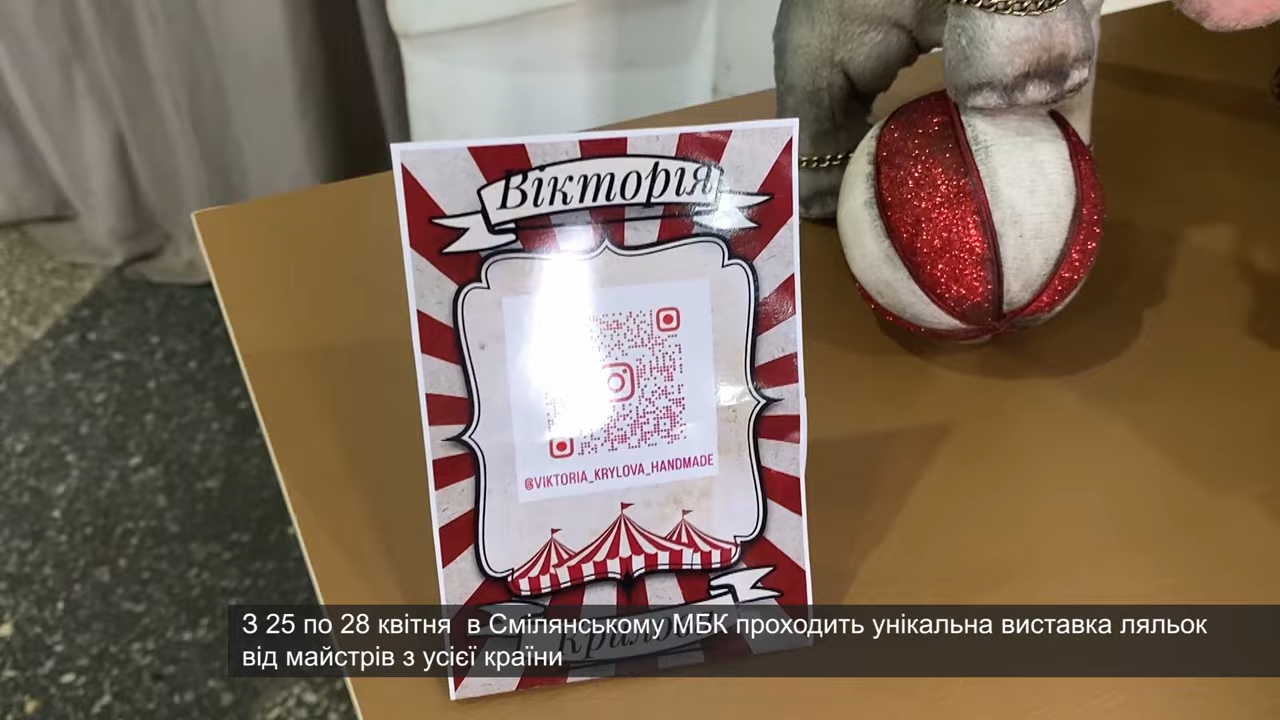 Вікторія
@VIKTORIA_KRYLOVA_HANDMADE
З 25 по 28 квітня в Смілянському МБК проходить унікальна виставка ляльок
від майстрів з усієї країни